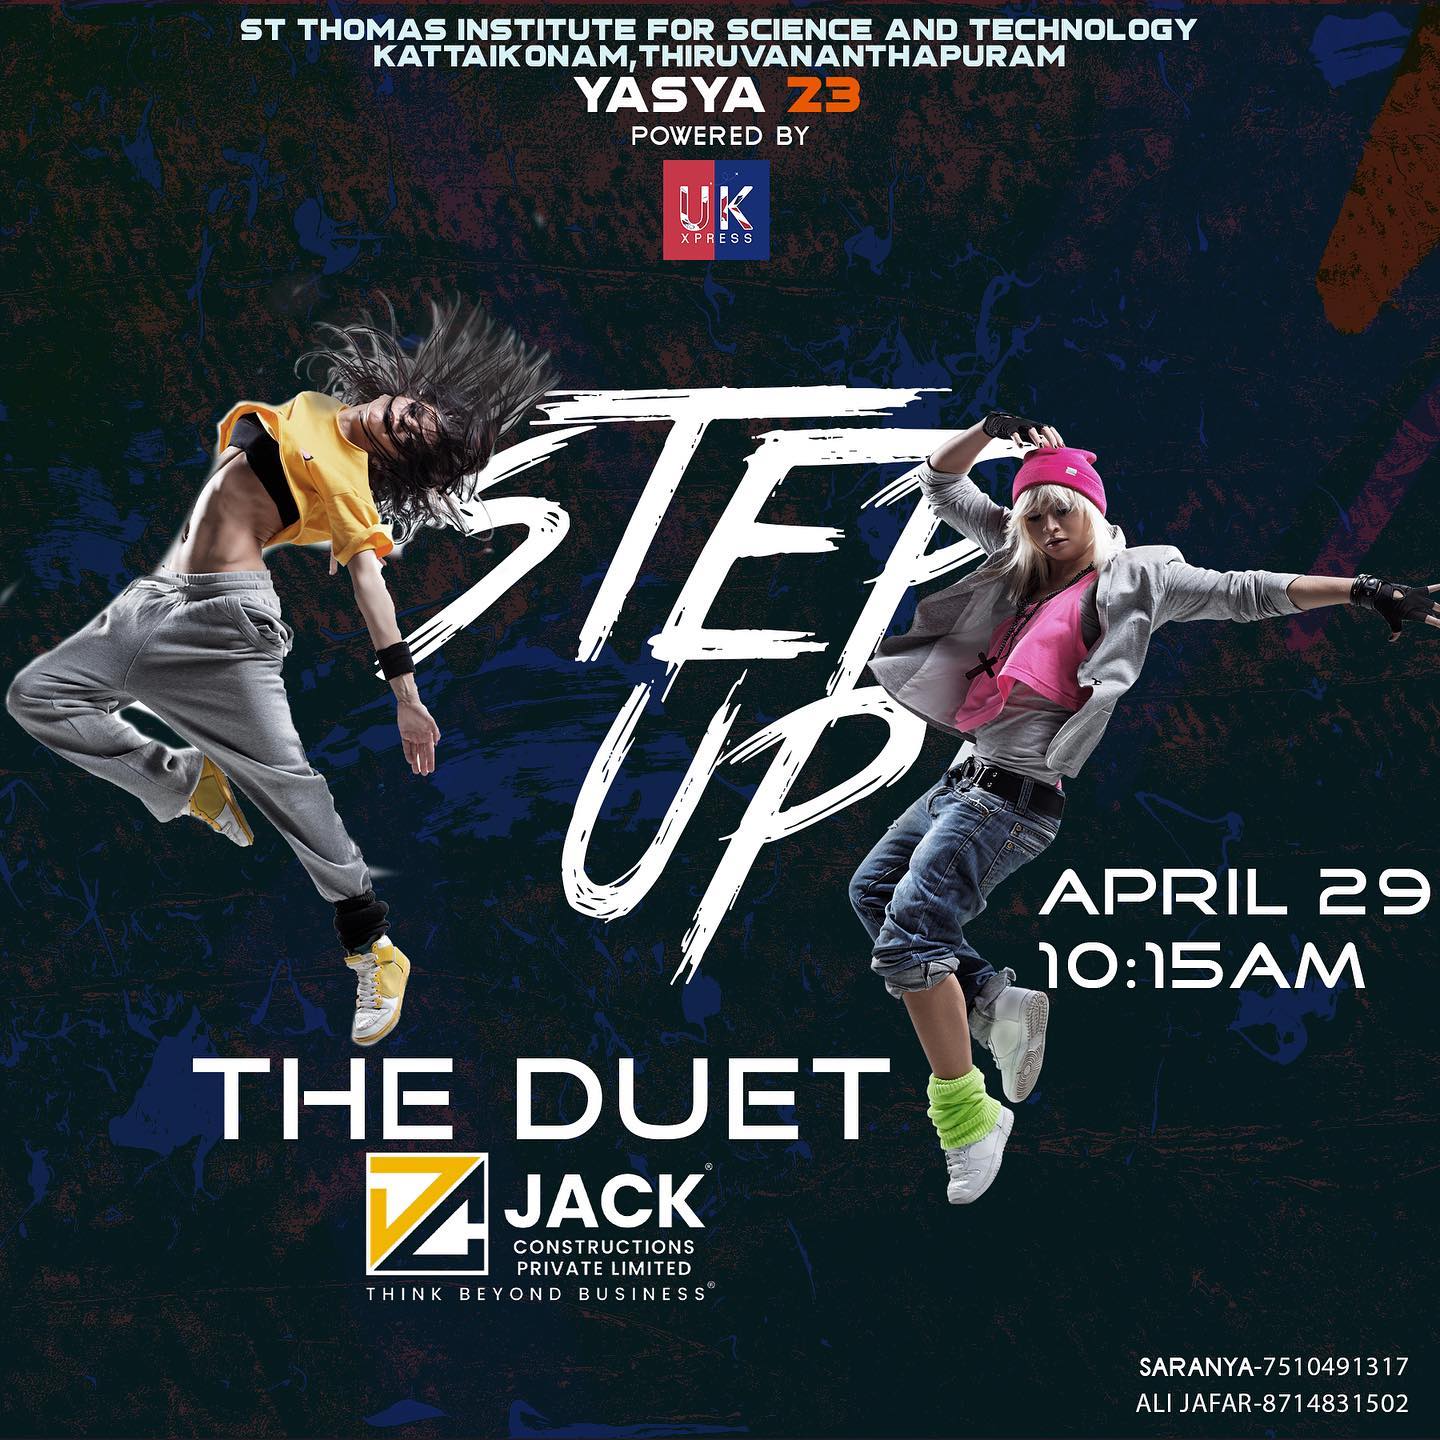 ST THOMAS INSTITUTE FOR SCIENCE AND TECHNOLOGY
KATTAIKONAM,THIRUVANANTHAPURAM
YASYA 23
POWERED BY
UK
XPRESS
STEP
UP
APRIL 29
10:15AM
THE DUET
JACK®
CONSTRUCTIONS
PRIVATE LIMITED
THINK BEYOND BUSINESS®
SARANYA-7510491317
ALI JAFAR-8714831502